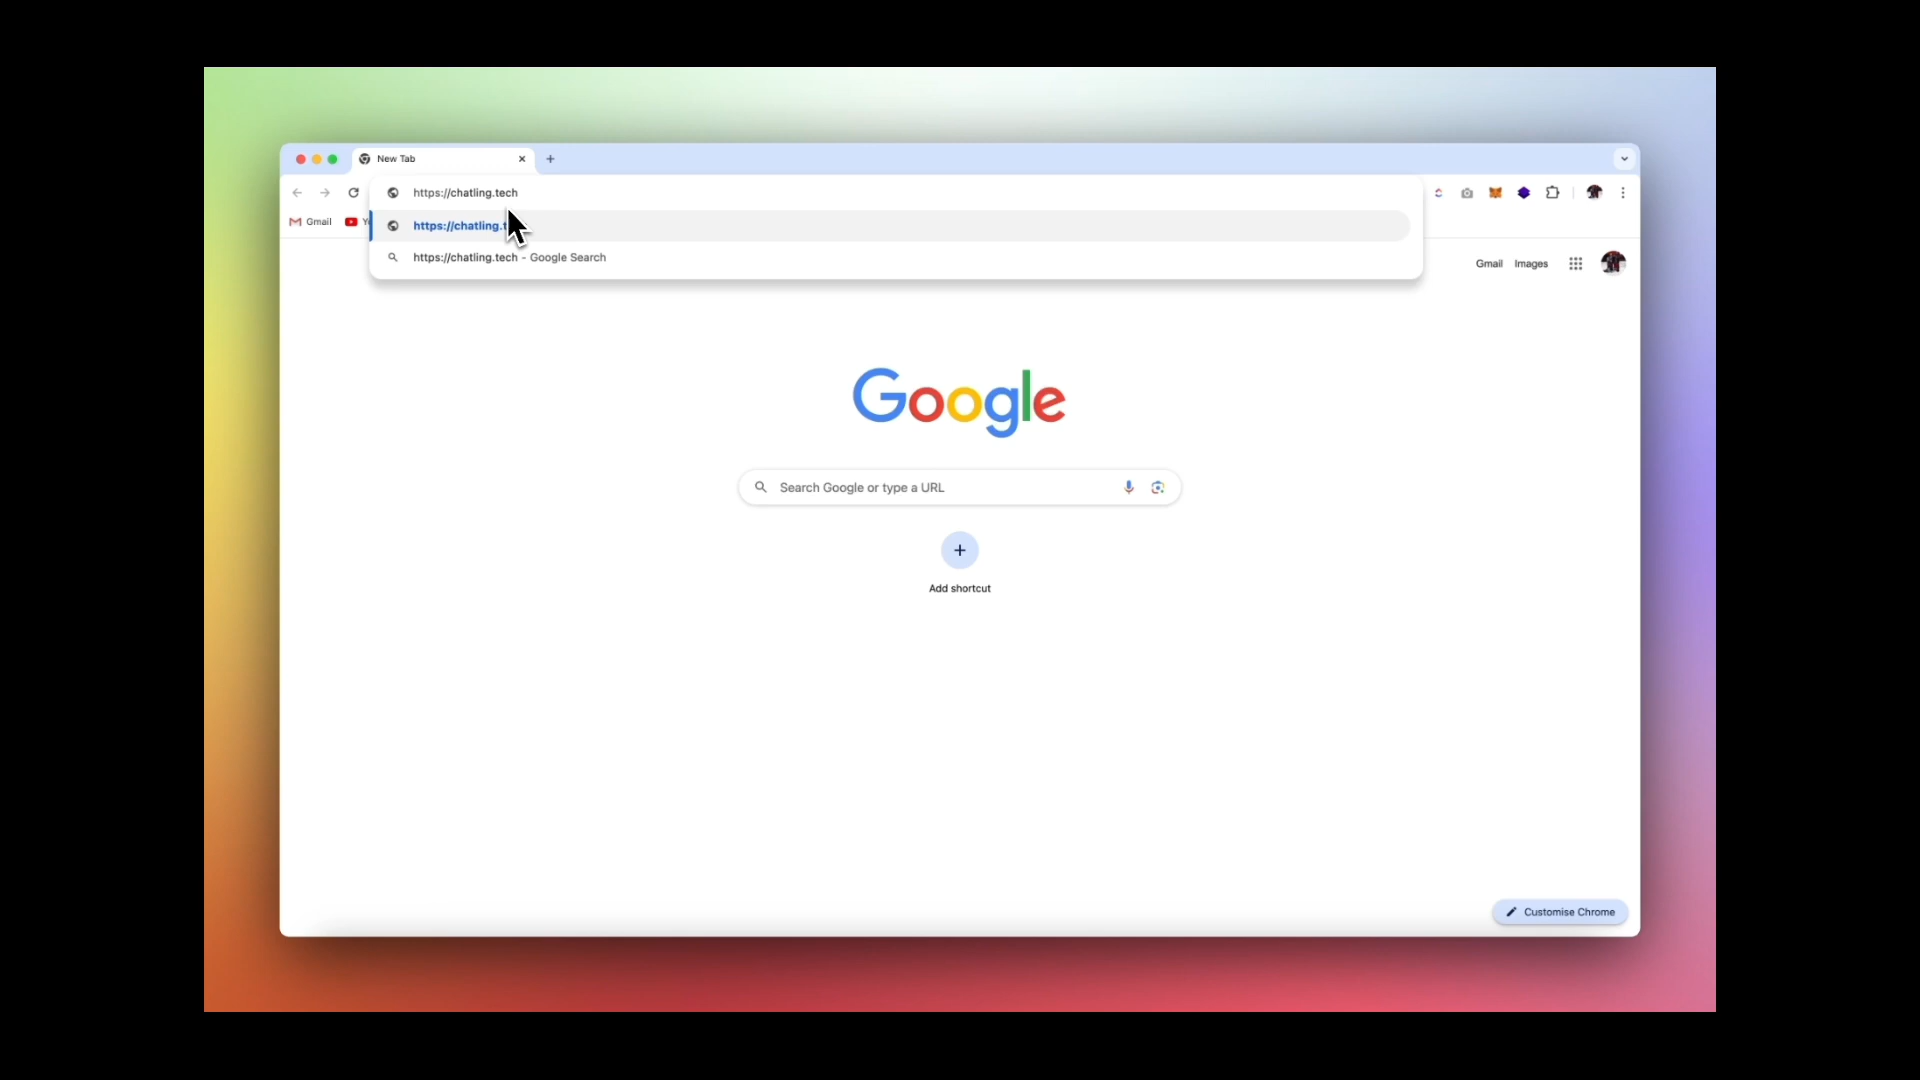 New Tab
https://chatling.tech
Gmail
https://chatling.
https://chatling.tech - Google Search
Gmail Images
Google
Search Google or type a URL
Add shortcut
Customise Chrome